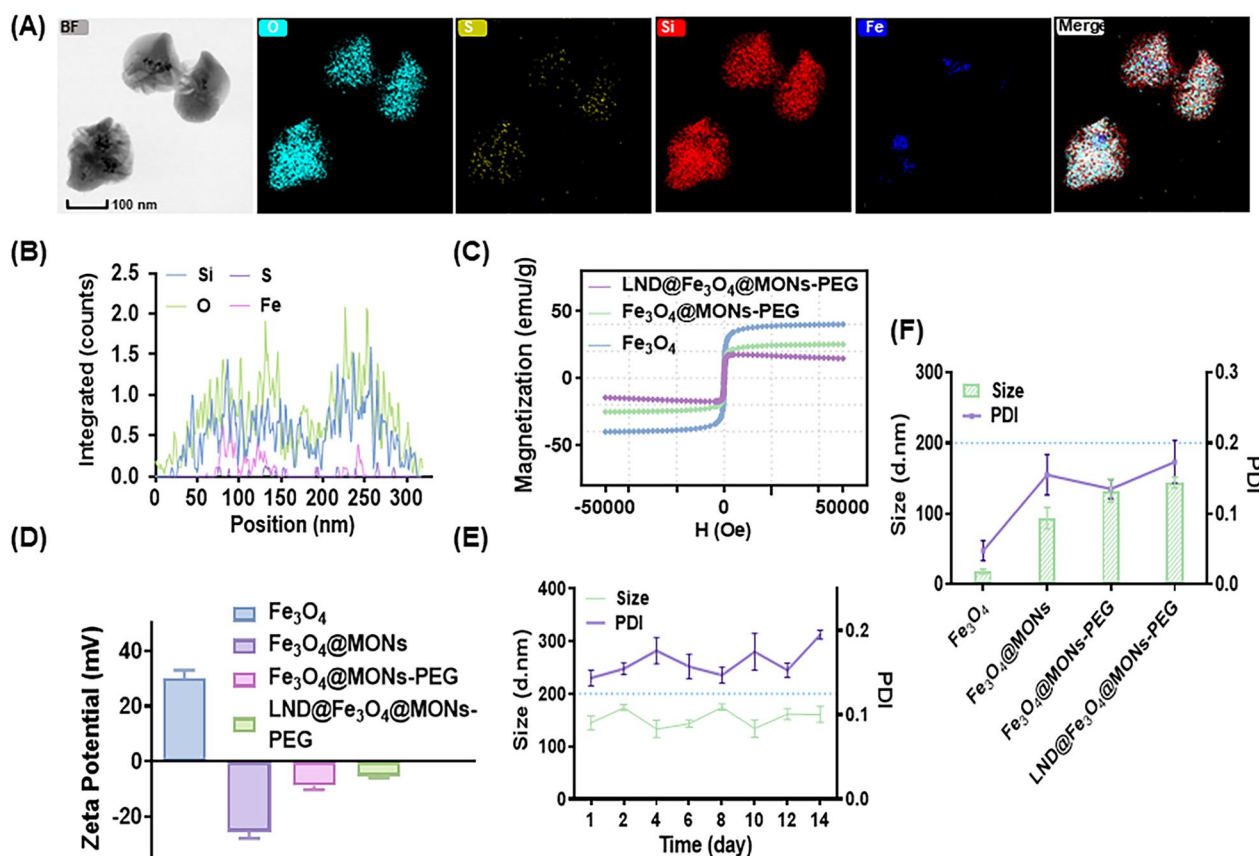 (A)
BF
O
S
Si
Fe
Merge
100 nm
(B)
Si
S
O
Fe
2.5
2.0
1.5
1.0
0.5
0.0
0 50 100 150 200 250 300
Integrated (counts)
Position (nm)
(C)
LND@Fe₃O₄@MONs-PEG
Fe₃O₄@MONs-PEG
Fe₃O₄
50
0
-50
-50000 0 50000
Magnetization (emu/g)
H (Oe)
(D)
Fe₃O₄
Fe₃O₄@MONs
Fe₃O₄@MONs-PEG
LND@Fe₃O₄@MONs-
PEG
40
20
0
-20
Zeta Potential (mV)
(E)
Size
PDI
400
300
200
100
0
0.2
0.1
0.0
1 2 4 6 8 10 12 14
Size (d.nm)
PDI
Time (day)
(F)
Size
PDI
300
200
100
0
0.3
0.2
0.1
0.0
Size (d.nm)
PDI
Fe₃O₄
Fe₃O₄@MONs
Fe₃O₄@MONs-PEG
LND@Fe₃O₄@MONs-PEG